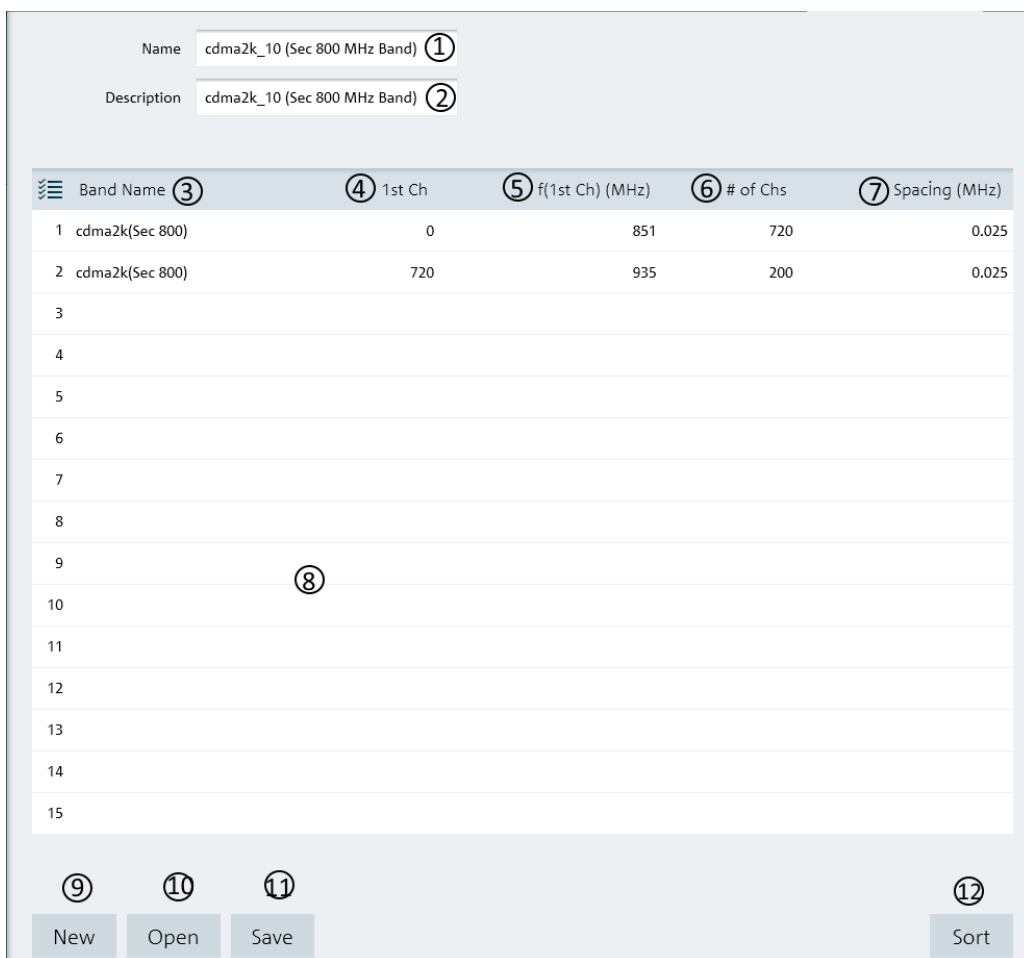 Name cdma2k_10 (Sec 800 MHz Band) ①
Description cdma2k_10 (Sec 800 MHz Band) ②
Band Name ③ ④ 1st Ch ⑤ f(1st Ch) (MHz) ⑥ # of Chs ⑦ Spacing (MHz)
1 cdma2k(Sec 800) 0 851 720 0.025
2 cdma2k(Sec 800) 720 935 200 0.025
3
4
5
6
7
8
9
⑧
10
11
12
13
14
15
⑨ ⑩ ⑪ ⑫
New Open Save Sort